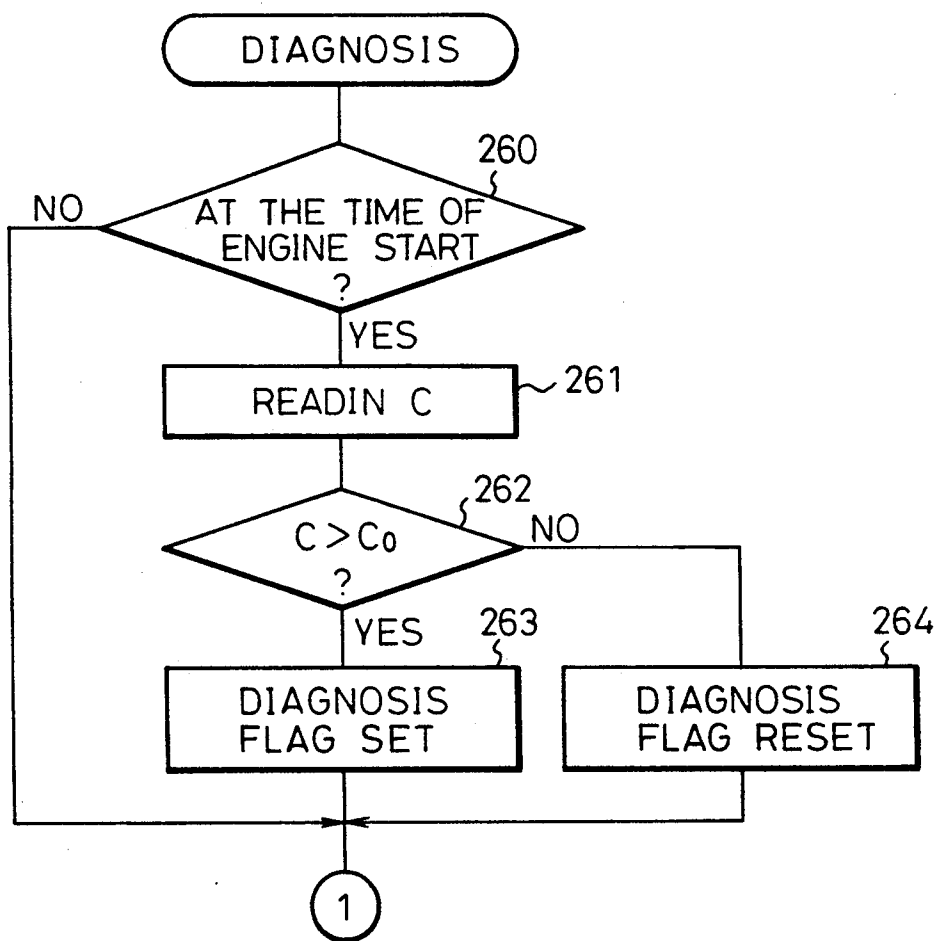 DIAGNOSIS
260
NO
AT THE TIME OF
ENGINE START
?
YES
READIN C
261
262
C > C0
?
NO
YES
263
264
DIAGNOSIS
FLAG SET
DIAGNOSIS
FLAG RESET
1